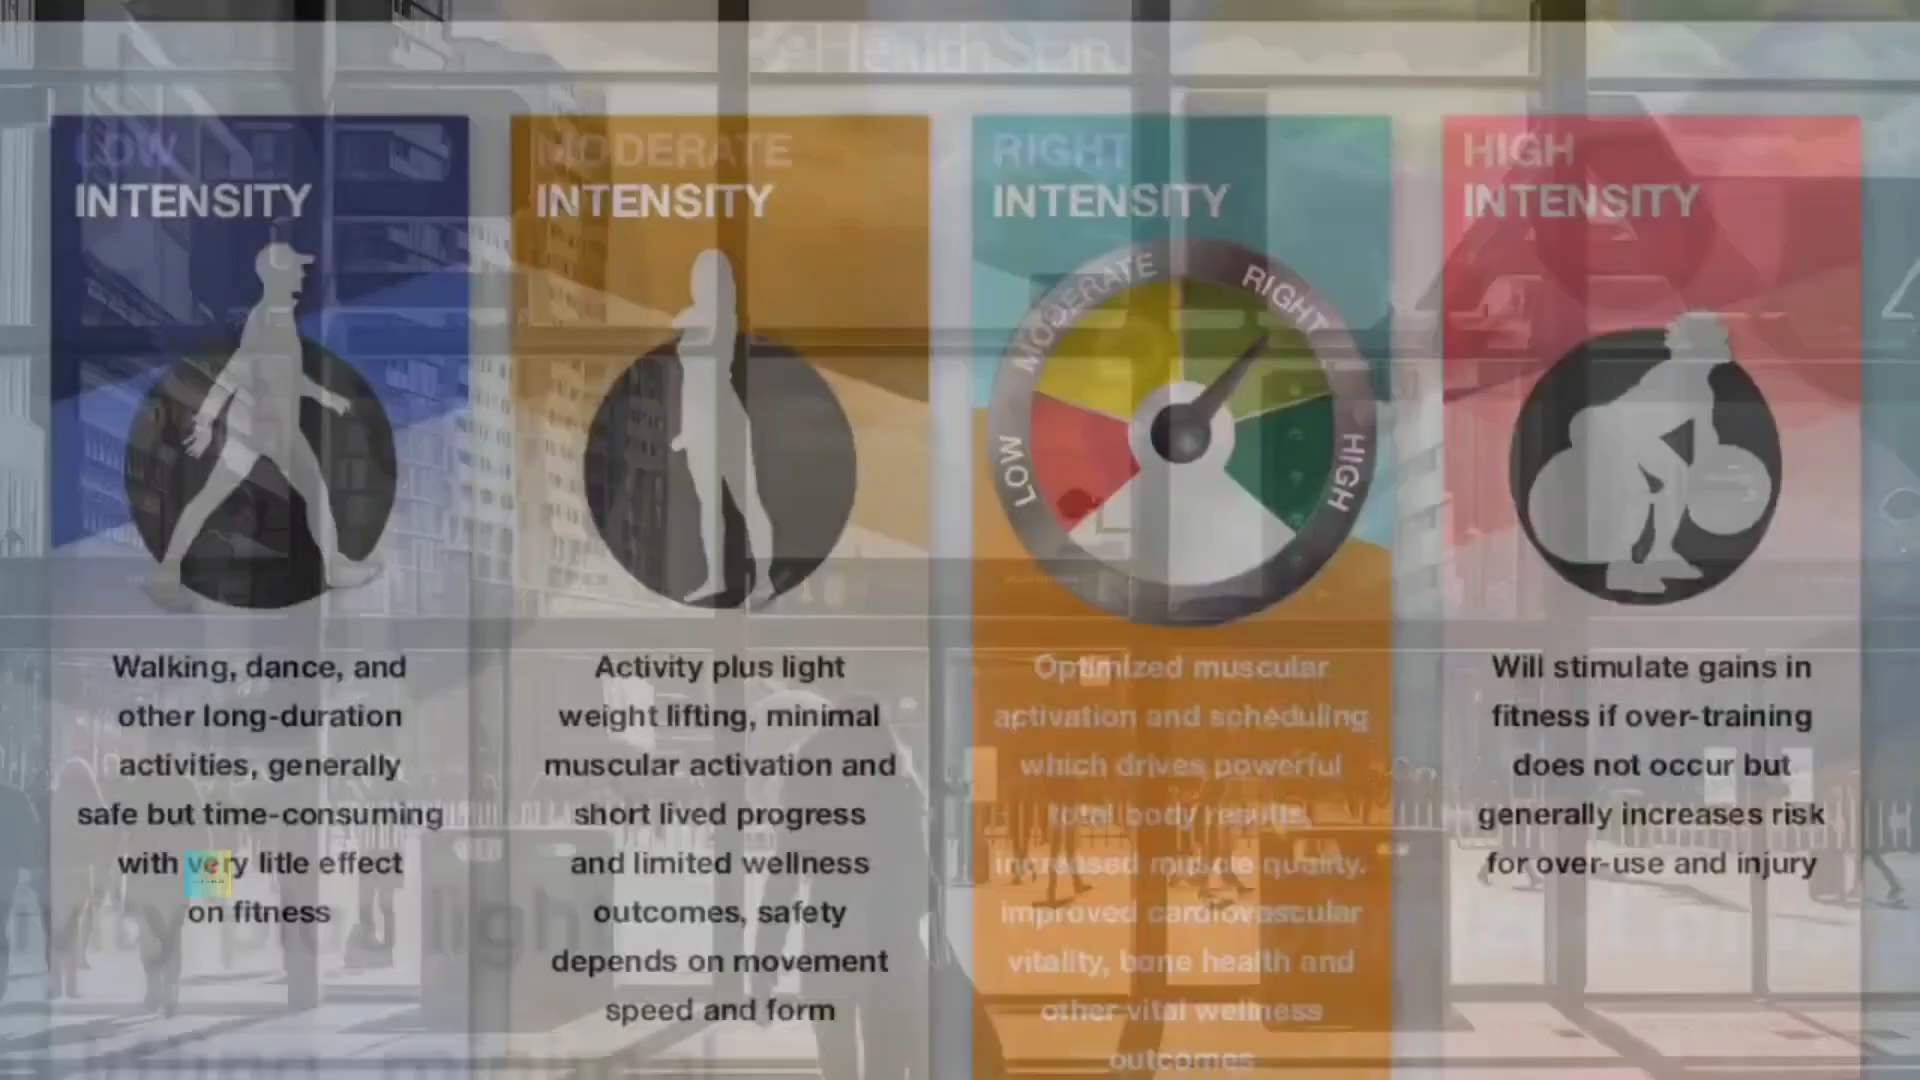 HealthSpin
LOW
INTENSITY
Walking, dance, and
other long-duration
activities, generally
safe but time-consuming
with very litle effect
on fitness
MODERATE
INTENSITY
Activity plus light
weight lifting, minimal
muscular activation and
short lived progress
and limited wellness
outcomes, safety
depends on movement
speed and form
RIGHT
INTENSITY
LOW
MODERATE
RIGHT
HIGH
Optimized muscular
activation and scheduling
which drives powerful
total body results,
increased muscle quality,
improved cardiovascular
vitality, bone health and
other vital wellness
outcomes
HIGH
INTENSITY
Will stimulate gains in
fitness if over-training
does not occur but
generally increases risk
for over-use and injury
light